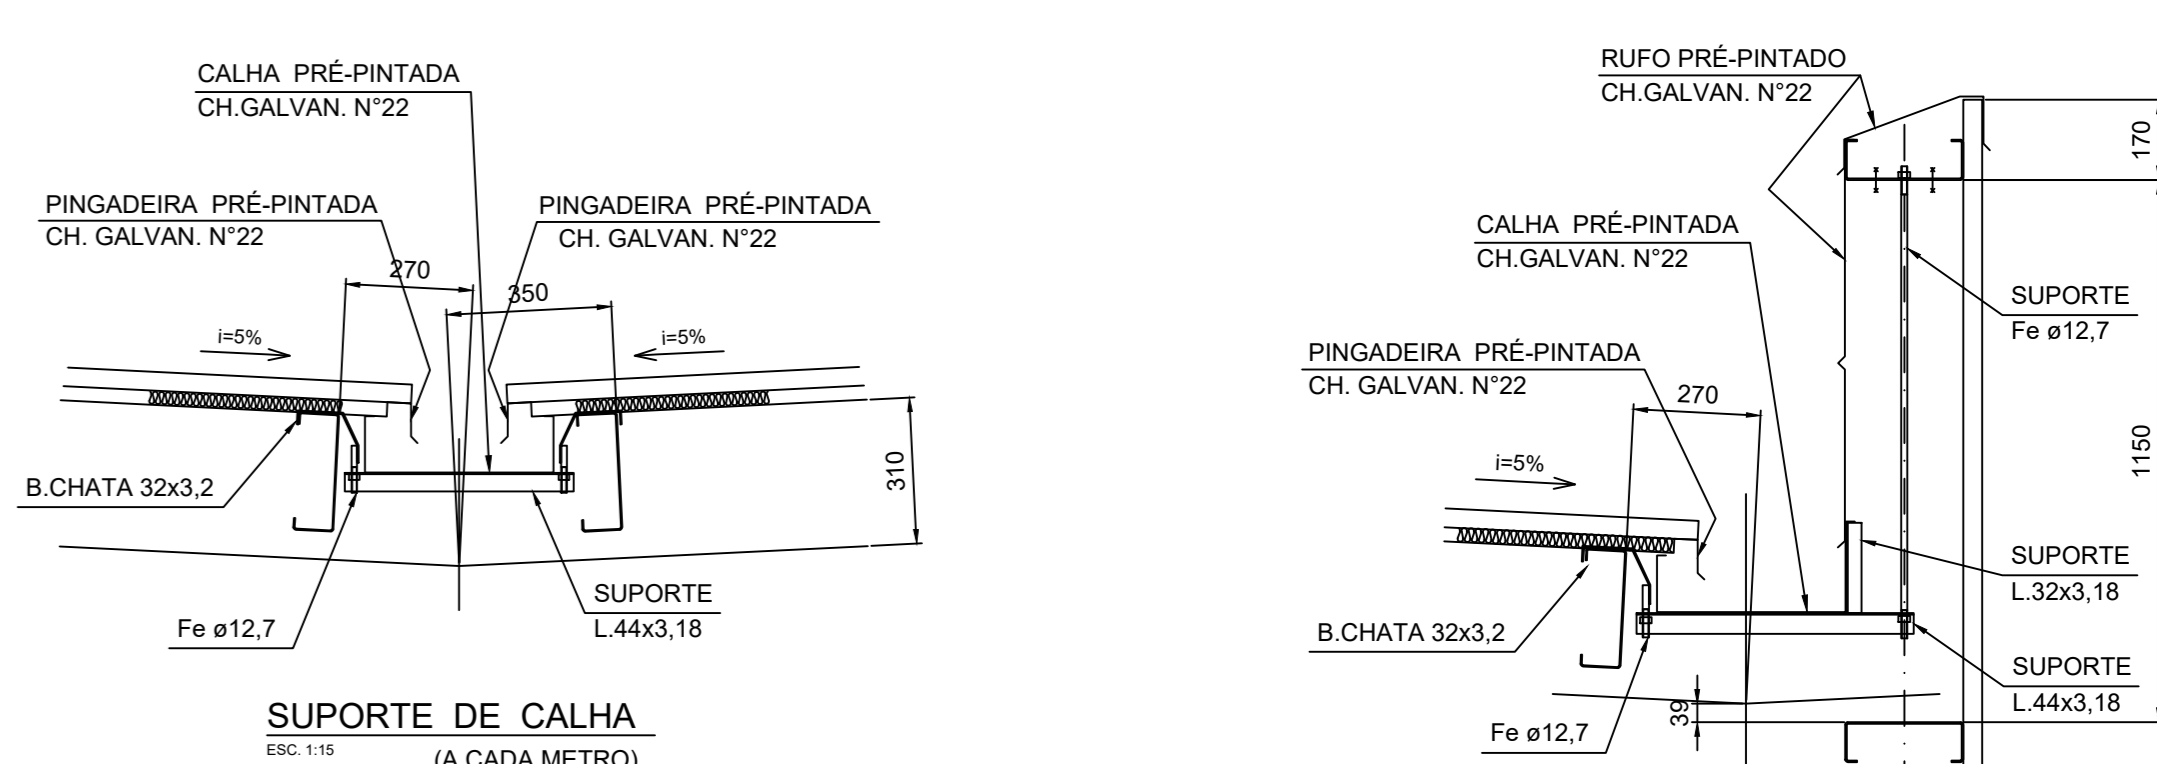 CALHA PRÉ-PINTADA
CH.GALVAN. N°22
PINGADEIRA PRÉ-PINTADA
CH. GALVAN. N°22
PINGADEIRA PRÉ-PINTADA
CH. GALVAN. N°22
270
350
i=5%
i=5%
310
B.CHATA 32x3,2
Fe ø12,7
SUPORTE
L.44x3,18
SUPORTE DE CALHA
ESC. 1:15
(A CADA METRO)
RUFO PRÉ-PINTADO
CH.GALVAN. N°22
170
CALHA PRÉ-PINTADA
CH.GALVAN. N°22
SUPORTE
Fe ø12,7
PINGADEIRA PRÉ-PINTADA
CH. GALVAN. N°22
270
1150
i=5%
SUPORTE
L.32x3,18
B.CHATA 32x3,2
SUPORTE
L.44x3,18
39
Fe ø12,7